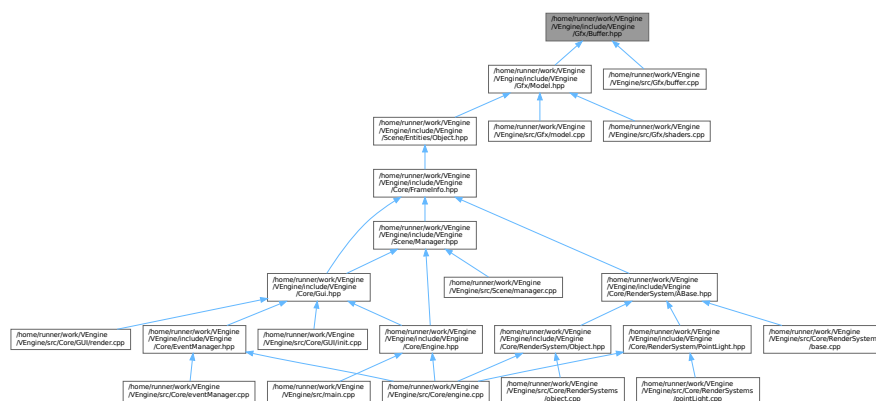 /home/runner/work/VEngine
/VEngine/include/VEngine
/Gfx/Buffer.hpp
/home/runner/work/VEngine
/VEngine/include/VEngine
/Gfx/Model.hpp
/home/runner/work/VEngine
/VEngine/src/Gfx/buffer.cpp
/home/runner/work/VEngine
/VEngine/include/VEngine
/Scene/Entities/Object.hpp
/home/runner/work/VEngine
/VEngine/src/Gfx/model.cpp
/home/runner/work/VEngine
/VEngine/src/Gfx/shaders.cpp
/home/runner/work/VEngine
/VEngine/include/VEngine
/Core/FrameInfo.hpp
/home/runner/work/VEngine
/VEngine/include/VEngine
/Scene/Manager.hpp
/home/runner/work/VEngine
/VEngine/include/VEngine
/Core/Gui.hpp
/home/runner/work/VEngine
/VEngine/src/Scene/manager.cpp
/home/runner/work/VEngine
/VEngine/include/VEngine
/Core/RenderSystem/ABase.hpp
/home/runner/work/VEngine
/VEngine/src/Core/GUI/render.cpp
/home/runner/work/VEngine
/VEngine/include/VEngine
/Core/EventManager.hpp
/home/runner/work/VEngine
/VEngine/src/Core/GUI/init.cpp
/home/runner/work/VEngine
/VEngine/include/VEngine
/Core/Engine.hpp
/home/runner/work/VEngine
/VEngine/include/VEngine
/Core/RenderSystem/Object.hpp
/home/runner/work/VEngine
/VEngine/include/VEngine
/Core/RenderSystem/PointLight.hpp
/home/runner/work/VEngine
/VEngine/src/Core/RenderSystem
/base.cpp
/home/runner/work/VEngine
/VEngine/src/Core/eventManager.cpp
/home/runner/work/VEngine
/VEngine/src/main.cpp
/home/runner/work/VEngine
/VEngine/src/Core/engine.cpp
/home/runner/work/VEngine
/VEngine/src/Core/RenderSystems
/object.cpp
/home/runner/work/VEngine
/VEngine/src/Core/RenderSystems
/pointLight.cpp